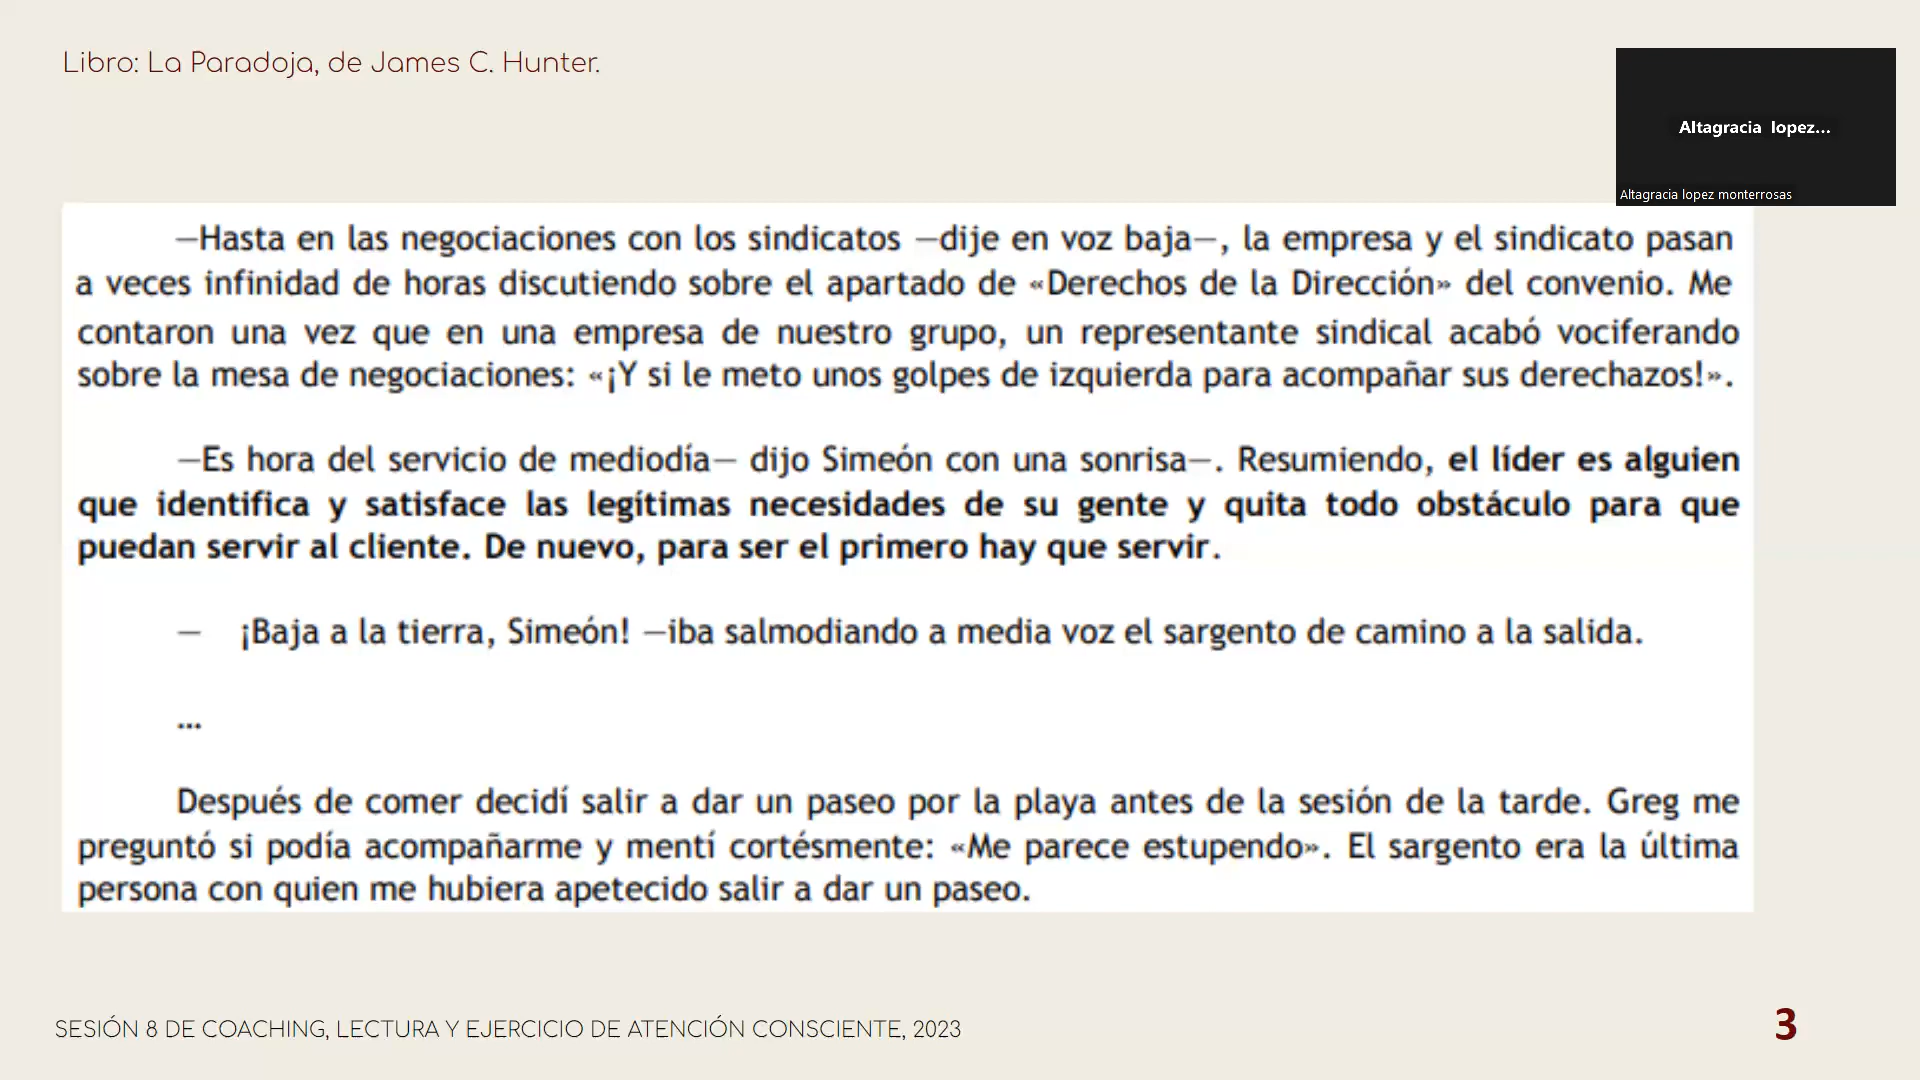 Libro: La Paradoja, de James C. Hunter.
Altagracia lopez...
Altagracia lopez monterrosas
—Hasta en las negociaciones con los sindicatos —dije en voz baja—, la empresa y el sindicato pasan
a veces infinidad de horas discutiendo sobre el apartado de «Derechos de la Dirección» del convenio. Me
contaron una vez que en una empresa de nuestro grupo, un representante sindical acabó vociferando
sobre la mesa de negociaciones: «¡Y si le meto unos golpes de izquierda para acompañar sus derechazos!».
—Es hora del servicio de mediodía— dijo Simeón con una sonrisa—. Resumiendo, el líder es alguien
que identifica y satisface las legítimas necesidades de su gente y quita todo obstáculo para que
puedan servir al cliente. De nuevo, para ser el primero hay que servir.
— ¡Baja a la tierra, Simeón! —iba salmodiando a media voz el sargento de camino a la salida.
...
Después de comer decidí salir a dar un paseo por la playa antes de la sesión de la tarde. Greg me
preguntó si podía acompañarme y mentí cortésmente: «Me parece estupendo». El sargento era la última
persona con quien me hubiera apetecido salir a dar un paseo.
SESIÓN 8 DE COACHING, LECTURA Y EJERCICIO DE ATENCIÓN CONSCIENTE, 2023
3